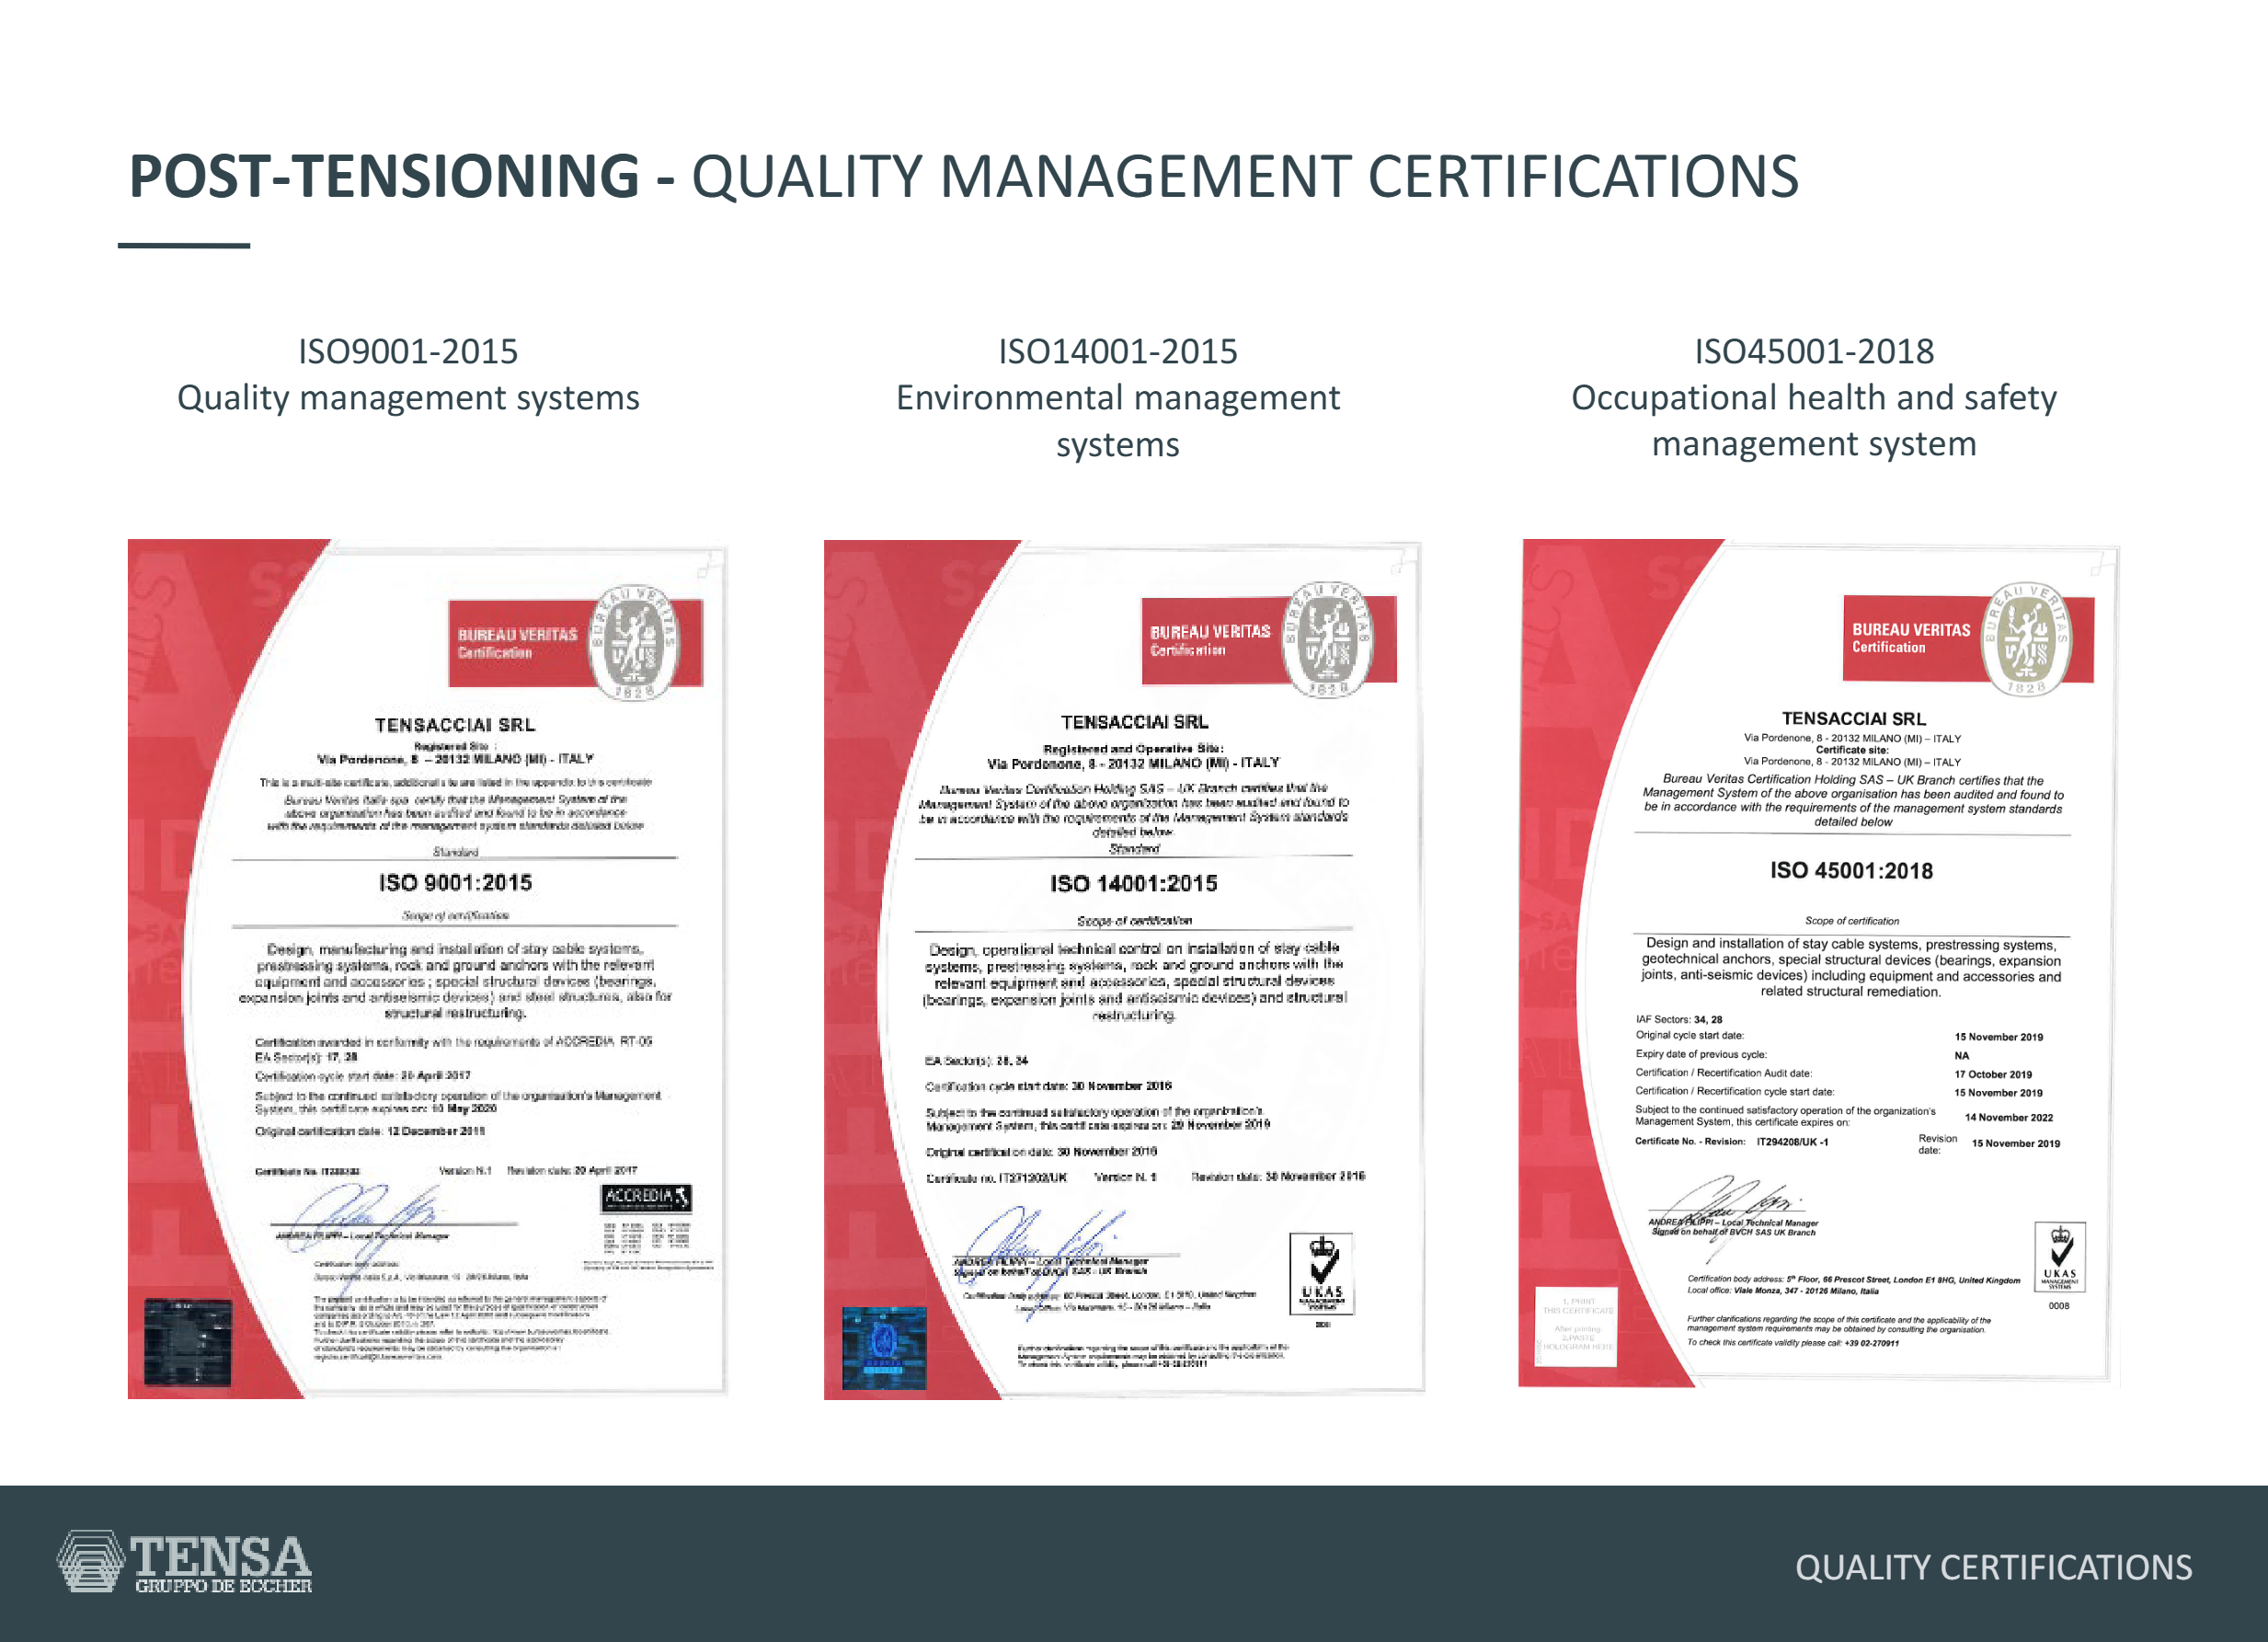 POST-TENSIONING - QUALITY MANAGEMENT CERTIFICATIONS
ISO9001-2015
Quality management systems
ISO14001-2015
Environmental management
systems
ISO45001-2018
Occupational health and safety
management system
BUREAU VERITAS
Certification
BUREAU VERITAS
1828
TENSACCIAI SRL
Registered Site :
Via Pordenone, 8 – 20132 MILANO (MI) - ITALY
This is a multi-site certificate, additional site are listed in the appendix to this certificate
Bureau Veritas Italia spa certify that the Management System of the
above organisation has been audited and found to be in accordance
with the requirements of the management system standards detailed below
Standard
ISO 9001:2015
Scope of certification
Design, manufacturing and installation of stay cable systems,
prestressing systems, rock and ground anchors with the relevant
equipment and accessories ; special structural devices (bearings,
expansion joints and antiseismic devices) and steel structures, also for
structural restructuring.
Certification awarded in conformity with the requirements of ACCREDIA RT-05
EA Sector(s): 17, 28
Certification cycle start date: 20 April 2017
Subject to the continued satisfactory operation of the organisation's Management
System, this certificate expires on: 10 May 2020
Original certification date: 12 December 2011
Certificate No. Version N.1 Revision date: 20 April 2017
ACCREDIA
ANDREA FILIPPI – Local Technical Manager
Certification body address:
BUREAU VERITAS
Certification
BUREAU VERITAS
1828
TENSACCIAI SRL
Registered and Operative Site:
Via Pordenone, 8 - 20132 MILANO (MI) - ITALY
Bureau Veritas Certification Holding SAS – UK Branch certifies that the
Management System of the above organization has been audited and found to
be in accordance with the requirements of the Management System standards
detailed below
Standard
ISO 14001:2015
Scope of certification
Design, operational technical control on installation of stay cable
systems, prestressing systems, rock and ground anchors with the
relevant equipment and accessories, special structural devices
(bearings, expansion joints and antiseismic devices) and structural
restructuring.
EA Sector(s): 28, 34
Certification cycle start date: 30 November 2016
Subject to the continued satisfactory operation of the organization's
Management System, this certificate expires on: 29 November 2019
Original certification date: 30 November 2016
Certificate no. IT271202/UK Version N. 1 Revision date: 30 November 2016
ANDREA FILIPPI – Local Technical Manager
Signed on behalf of BVCH SAS - UK Branch
UKAS
MANAGEMENT
SYSTEMS
BUREAU VERITAS
Certification
BUREAU VERITAS
1828
TENSACCIAI SRL
Via Pordenone, 8 - 20132 MILANO (MI) – ITALY
Certificate site:
Via Pordenone, 8 - 20132 MILANO (MI) – ITALY
Bureau Veritas Certification Holding SAS – UK Branch certifies that the
Management System of the above organisation has been audited and found to
be in accordance with the requirements of the management system standards
detailed below
ISO 45001:2018
Scope of certification
Design and installation of stay cable systems, prestressing systems,
geotechnical anchors, special structural devices (bearings, expansion
joints, anti-seismic devices) including equipment and accessories and
related structural remediation.
IAF Sectors: 34, 28
Original cycle start date: 15 November 2019
Expiry date of previous cycle: NA
Certification / Recertification Audit date: 17 October 2019
Certification / Recertification cycle start date: 15 November 2019
Subject to the continued satisfactory operation of the organization's
Management System, this certificate expires on: 14 November 2022
Certificate No. - Revision: IT294208/UK -1 Revision date: 15 November 2019
ANDREA FILIPPI – Local Technical Manager
Signed on behalf of BVCH SAS UK Branch
UKAS
MANAGEMENT
SYSTEMS
0008
Certification body address: 5th Floor, 66 Prescot Street, London E1 8HG, United Kingdom
Local office: Viale Monza, 347 - 20126 Milano, Italia
1. PRINT
THIS CERTIFICATE
After printing
2.PASTE
HOLOGRAM HERE
Further clarifications regarding the scope of this certificate and the applicability of the
management system requirements may be obtained by consulting the organisation.
To check this certificate validity please call: +39 02-270911
TENSA
GRUPPO DE ECCHER
QUALITY CERTIFICATIONS